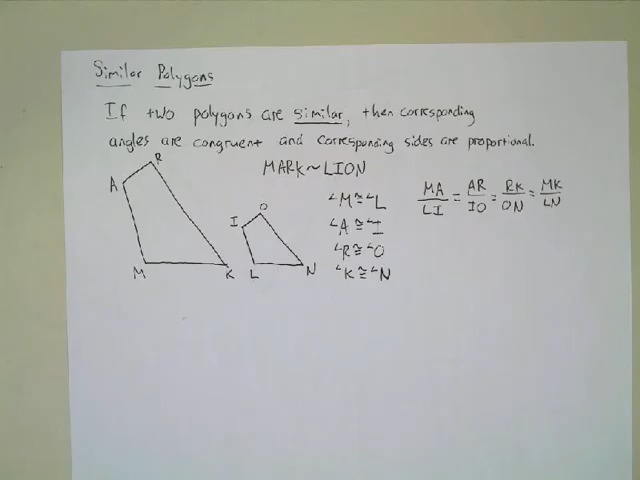 Similar Polygons
If two polygons are similar, then corresponding
angles are congruent and corresponding sides are proportional.
MARK~LION
R
A
M
K
O
I
L
N
∠M≅∠L
∠A≅∠I
∠R≅∠O
∠K≅∠N
MA/LI = AR/IO = RK/ON = MK/LN